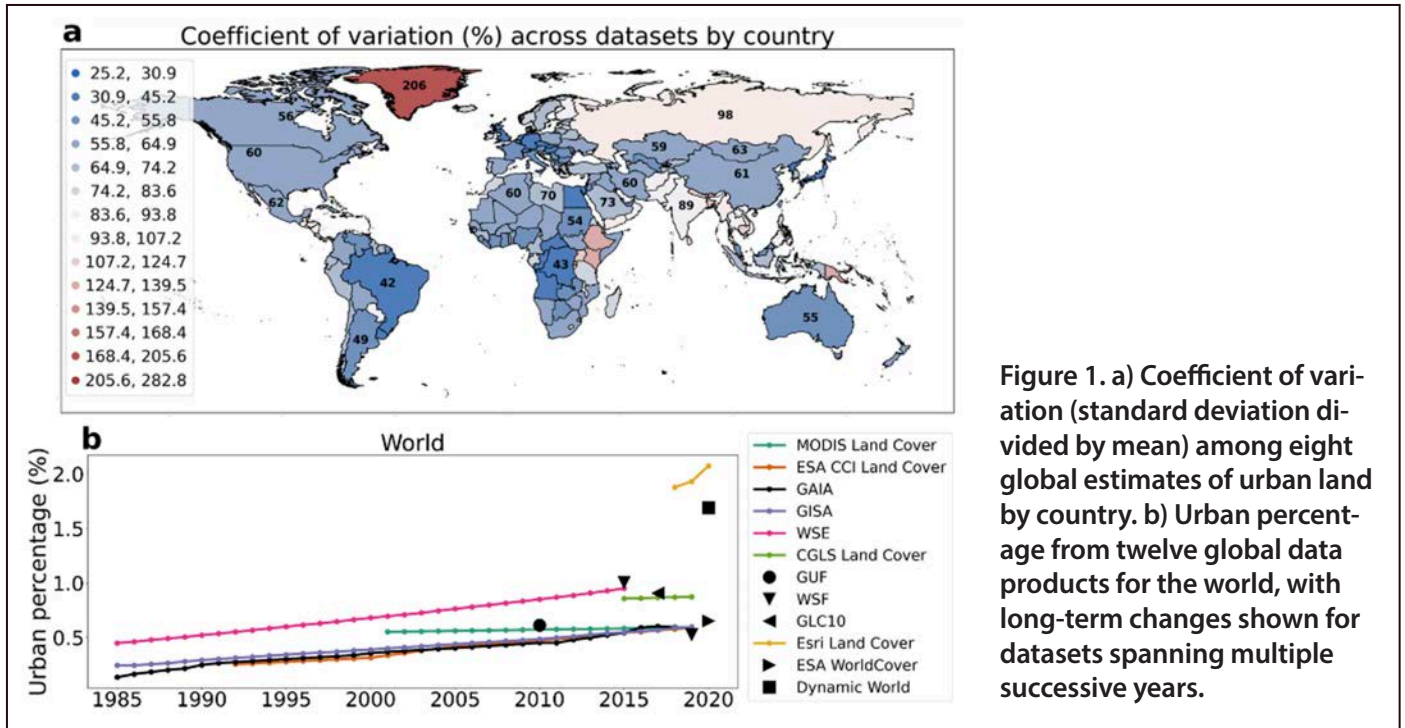 a
Coefficient of variation (%) across datasets by country
25.2, 30.9
30.9, 45.2
45.2, 55.8
55.8, 64.9
64.9, 74.2
74.2, 83.6
83.6, 93.8
93.8, 107.2
107.2, 124.7
124.7, 139.5
139.5, 157.4
157.4, 168.4
168.4, 205.6
205.6, 282.8
206
56
98
60
59
63
61
62
60
70
60
73
89
54
43
42
49
55
b
World
Urban percentage (%)
2.0
1.5
1.0
0.5
1985 1990 1995 2000 2005 2010 2015 2020
MODIS Land Cover
ESA CCI Land Cover
GAIA
GISA
WSE
CGLS Land Cover
GUF
WSF
GLC10
Esri Land Cover
ESA WorldCover
Dynamic World
Figure 1. a) Coefficient of vari-
ation (standard deviation di-
vided by mean) among eight
global estimates of urban land
by country. b) Urban percent-
age from twelve global data
products for the world, with
long-term changes shown for
datasets spanning multiple
successive years.